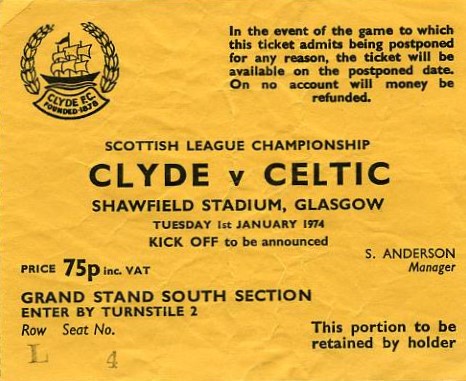 CLYDE F.C.
FOUNDED 1878
In the event of the game to which
this ticket admits being postponed
for any reason, the ticket will be
available on the postponed date.
On no account will money be
refunded.
SCOTTISH LEAGUE CHAMPIONSHIP
CLYDE v CELTIC
SHAWFIELD STADIUM, GLASGOW
TUESDAY 1st JANUARY 1974
KICK OFF to be announced
S. ANDERSON
Manager
PRICE 75p inc. VAT
GRAND STAND SOUTH SECTION
ENTER BY TURNSTILE 2
Row Seat No.
L 4
This portion to be
retained by holder